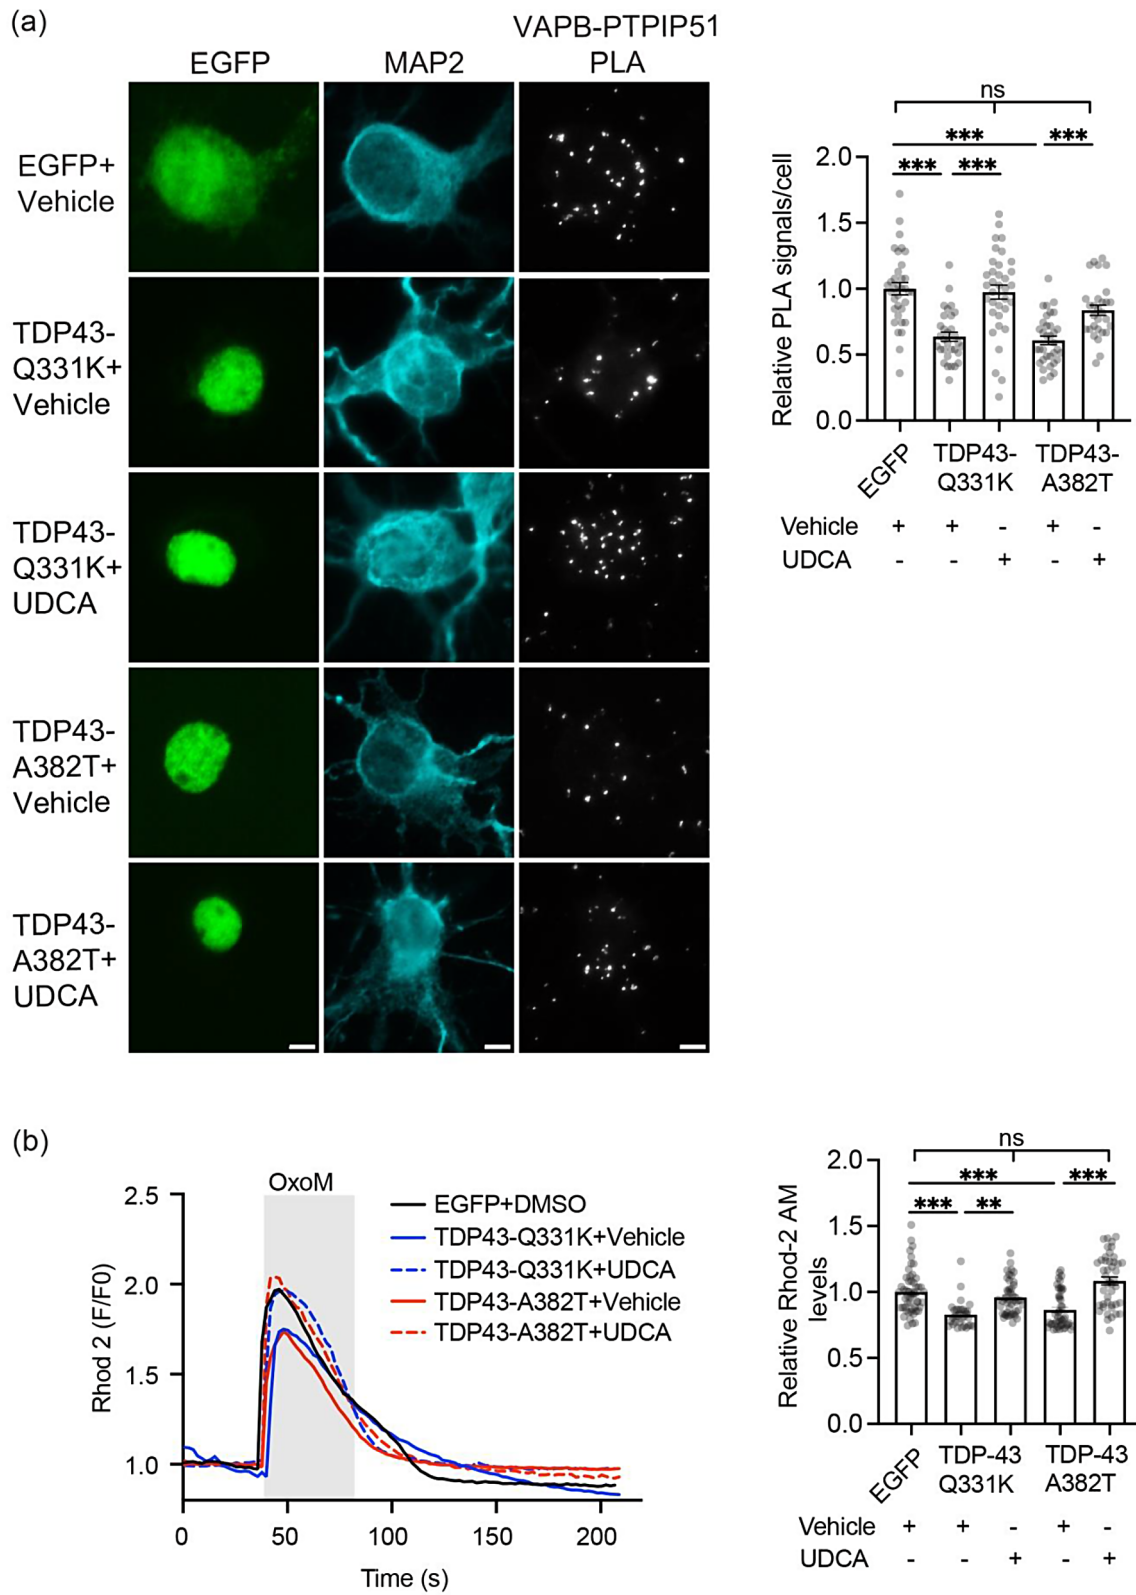 (a)
EGFP
MAP2
VAPB-PTPIP51
PLA
EGFP+
Vehicle
TDP43-
Q331K+
Vehicle
TDP43-
Q331K+
UDCA
TDP43-
A382T+
Vehicle
TDP43-
A382T+
UDCA
ns
*** ***
*** ***
Relative PLA signals/cell
2.0
1.5
1.0
0.5
0.0
EGFP
TDP43-
Q331K
TDP43-
A382T
Vehicle + + - + -
UDCA - - + - +
(b)
OxoM
Rhod 2 (F/F0)
2.5
2.0
1.5
1.0
0 50 100 150 200
Time (s)
EGFP+DMSO
TDP43-Q331K+Vehicle
TDP43-Q331K+UDCA
TDP43-A382T+Vehicle
TDP43-A382T+UDCA
ns
*** ***
*** **
Relative Rhod-2 AM
levels
2.0
1.5
1.0
0.5
0.0
EGFP
TDP-43
Q331K
TDP-43
A382T
Vehicle + + - + -
UDCA - - + - +